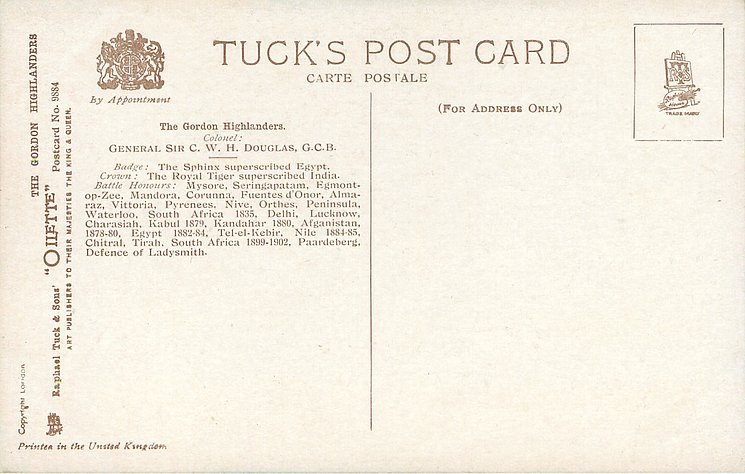 TUCK'S POST CARD
CARTE POSTALE
By Appointment
(FOR ADDRESS ONLY)
TRADE MARK
The Gordon Highlanders.
Colonel:
GENERAL SIR C. W. H. DOUGLAS, G.C.B.
Badge: The Sphinx superscribed Egypt.
Crown: The Royal Tiger superscribed India.
Battle Honours: Mysore, Seringapatam, Egmont-
op-Zee, Mandora, Corunna, Fuentes d'Onor, Alma-
raz, Vittoria, Pyrenees, Nive, Orthes, Peninsula,
Waterloo, South Africa 1835, Delhi, Lucknow,
Charasiah, Kabul 1879, Kandahar 1880, Afganistan,
1878-80, Egypt 1882-84, Tel-el-Kebir, Nile 1884-85,
Chitral, Tirah, South Africa 1899-1902, Paardeberg,
Defence of Ladysmith.
THE GORDON HIGHLANDERS
Raphael Tuck & Sons' "OILETTE" Postcard No. 9884
ART PUBLISHERS TO THEIR MAJESTIES THE KING & QUEEN.
Copyright London
Printed in the United Kingdom